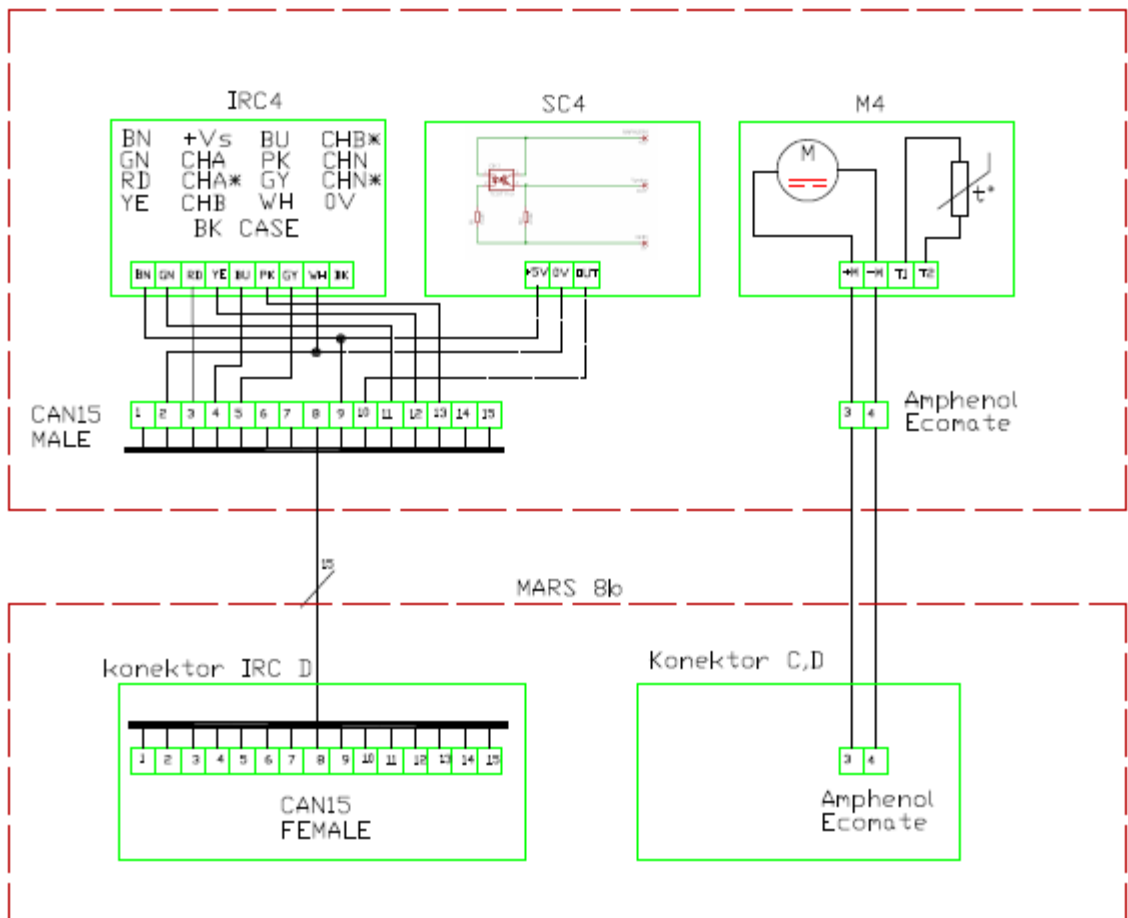 IRC4
SC4
M4
BN +Vs BU CHB*
GN CHA PK CHN
RD CHA* GY CHN*
YE CHB WH 0V
BK CASE
M
t°
BN GN RD YE BU PK GY WH BK
+5V 0V OUT
+M -M T1 T2
CAN15
MALE
1 2 3 4 5 6 7 8 9 10 11 12 13 14 15
3 4
Amphenol
Ecomate
15
MARS 8b
konektor IRC D
Konektor C,D
1 2 3 4 5 6 7 8 9 10 11 12 13 14 15
3 4
CAN15
FEMALE
Amphenol
Ecomate